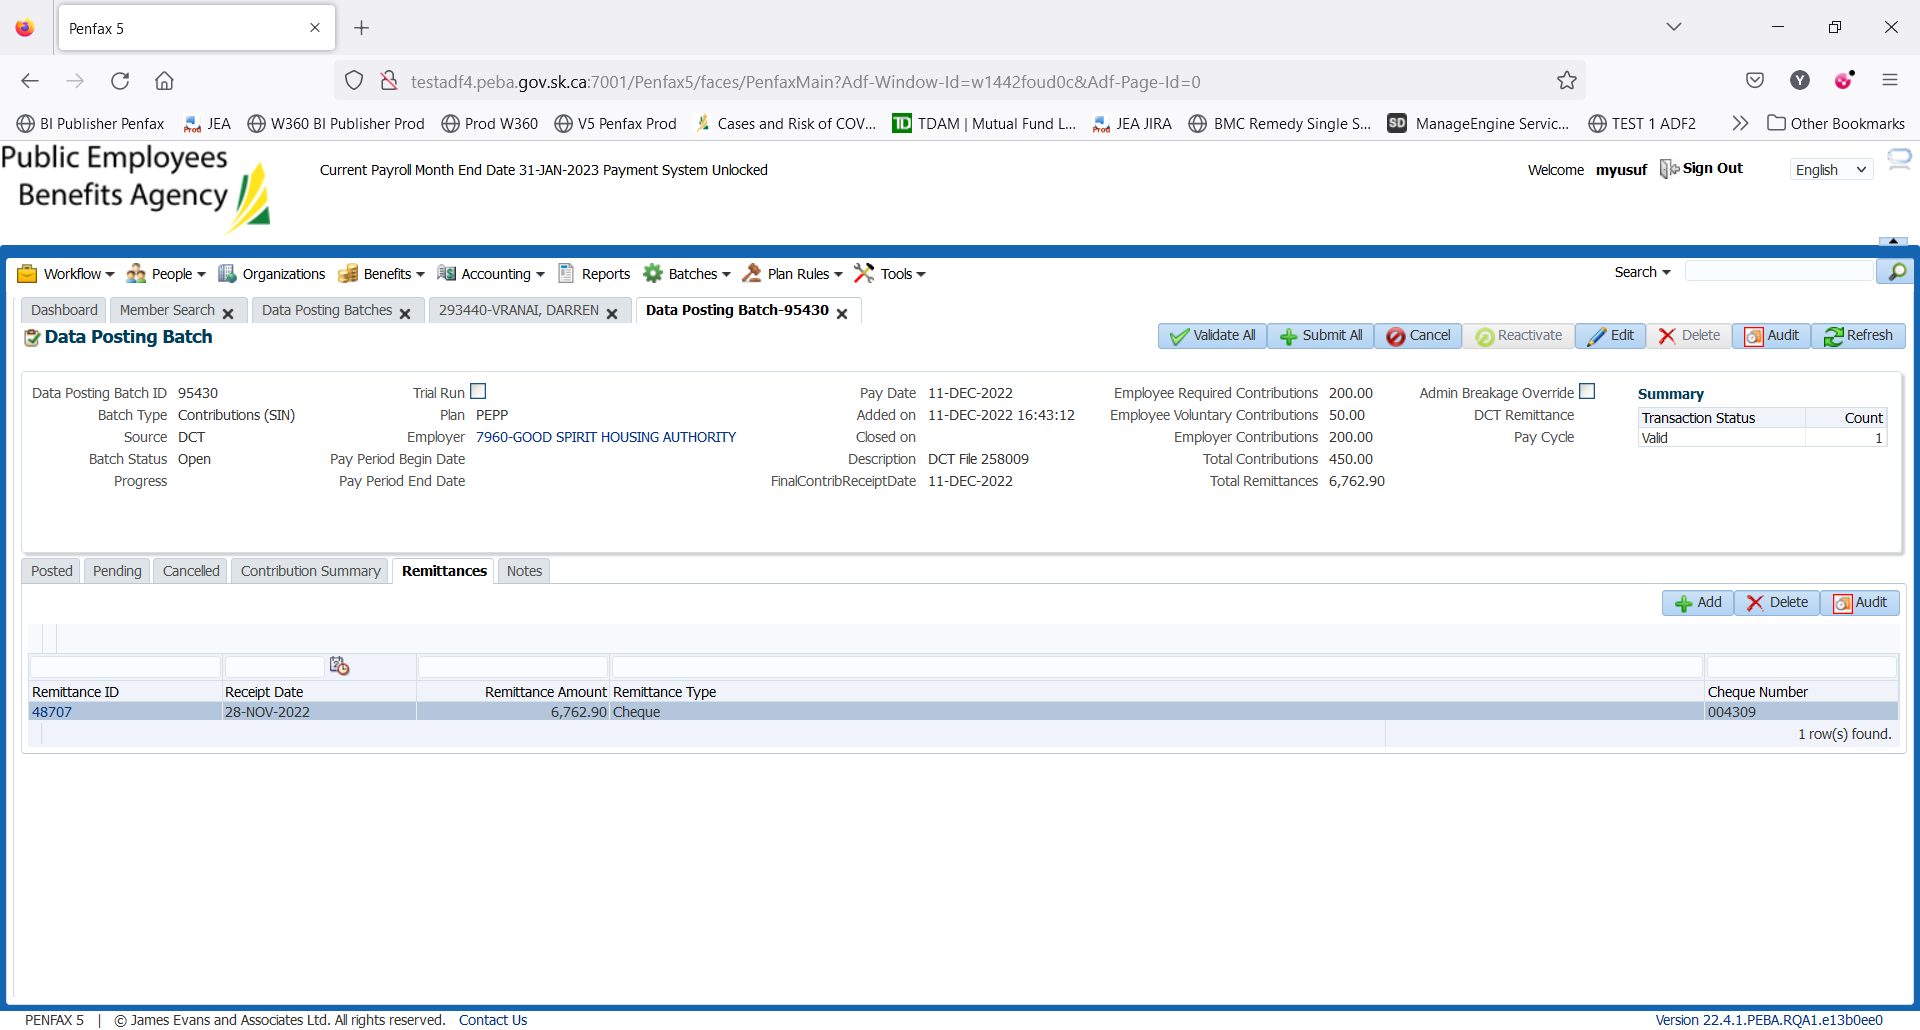 Penfax 5
testadf4.peba.gov.sk.ca:7001/Penfax5/faces/PenfaxMain?Adf-Window-Id=w1442foud0c&Adf-Page-Id=0
Y
BI Publisher Penfax JEA W360 BI Publisher Prod Prod W360 V5 Penfax Prod Cases and Risk of COV... TD TDAM | Mutual Fund L... JEA JIRA BMC Remedy Single S... SD ManageEngine Servic... TEST 1 ADF2 Other Bookmarks
Public Employees
Benefits Agency
Current Payroll Month End Date 31-JAN-2023 Payment System Unlocked
Welcome myusuf Sign Out English
Workflow People Organizations Benefits Accounting Reports Batches Plan Rules Tools Search
Dashboard Member Search Data Posting Batches 293440-VRANAI, DARREN Data Posting Batch-95430
Data Posting Batch
Validate All Submit All Cancel Reactivate Edit Delete Audit Refresh
Data Posting Batch ID 95430 Trial Run Pay Date 11-DEC-2022 Employee Required Contributions 200.00 Admin Breakage Override Summary
Batch Type Contributions (SIN) Plan PEPP Added on 11-DEC-2022 16:43:12 Employee Voluntary Contributions 50.00 DCT Remittance Transaction Status Count
Source DCT Employer 7960-GOOD SPIRIT HOUSING AUTHORITY Closed on Employer Contributions 200.00 Pay Cycle Valid 1
Batch Status Open Pay Period Begin Date Description DCT File 258009 Total Contributions 450.00
Progress Pay Period End Date FinalContribReceiptDate 11-DEC-2022 Total Remittances 6,762.90
Posted Pending Cancelled Contribution Summary Remittances Notes
Add Delete Audit
Remittance ID Receipt Date Remittance Amount Remittance Type Cheque Number
48707 28-NOV-2022 6,762.90 Cheque 004309
1 row(s) found.
PENFAX 5 | © James Evans and Associates Ltd. All rights reserved. Contact Us Version 22.4.1.PEBA.RQA1.e13b0ee0